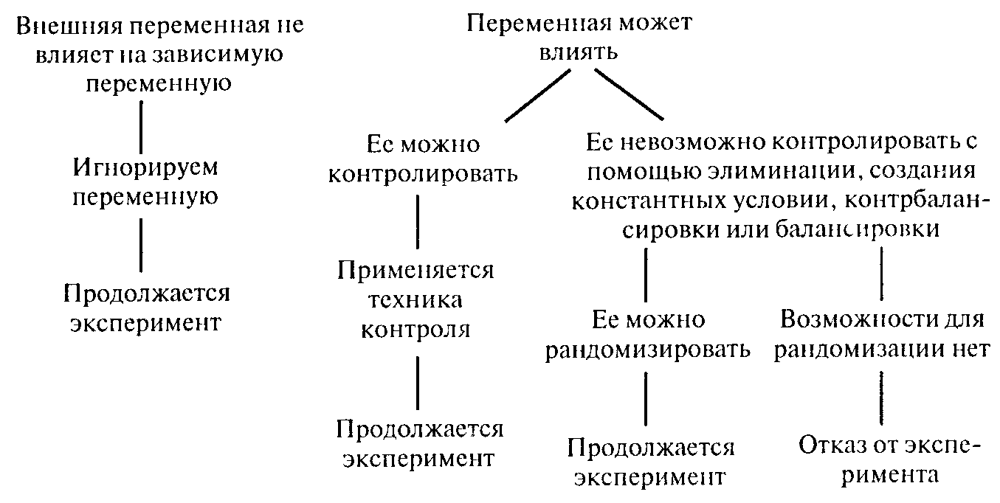 Внешняя переменная не
влияет на зависимую
переменную
Игнорируем
переменную
Продолжается
эксперимент
Переменная может
влиять
Ее можно
контролировать
Применяется
техника
контроля
Продолжается
эксперимент
Ее невозможно контролировать с
помощью элиминации, создания
константных условии, контрбалан-
сировки или балансировки
Ее можно
рандомизировать
Продолжается
эксперимент
Возможности для
рандомизации нет
Отказ от экспе-
римента